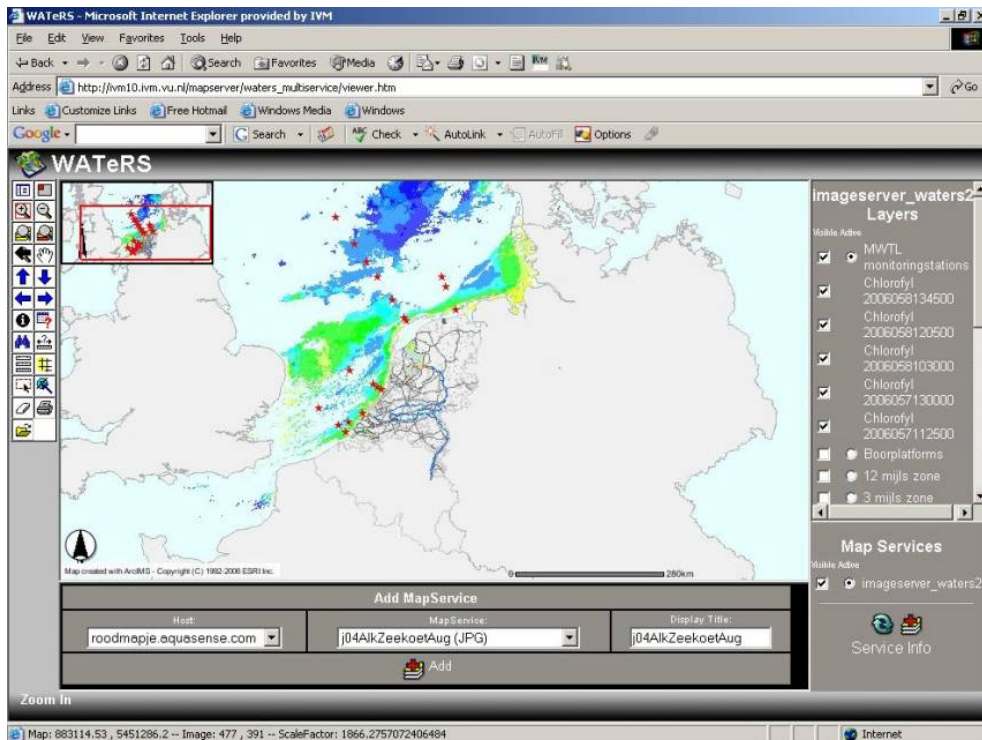 WATeRS - Microsoft Internet Explorer provided by IVM
File Edit View Favorites Tools Help
Back Search Favorites Media IVM
Address http://ivm10.ivm.vu.nl/mapserver/waters_multiservice/viewer.htm Go
Links Customize Links Free Hotmail Windows Media Windows
Google Search ABC Check AutoLink AutoFill Options
WATeRS
imageserver_waters2
Layers
Visible Active
MWTL
monitoringstations
Chlorofyl
2006058134500
Chlorofyl
2006058120500
Chlorofyl
2006058103000
Chlorofyl
2006057130000
Chlorofyl
2006057112500
Boorplatforms
12 mijls zone
3 mijls zone
Map created with ArcIMS - Copyright (C) 1992-2006 ESRI Inc.
0 280km
Map Services
Visible Active
imageserver_waters2
Service Info
Add MapService
Host: MapService: Display Title:
roodmapje.aquasense.com j04AlkZeekoetAug (JPG) j04AlkZeekoetAug
Add
Zoom In
Map: 883114.53 , 5451286.2 -- Image: 477 , 391 -- ScaleFactor: 1866.2757072406484 Internet